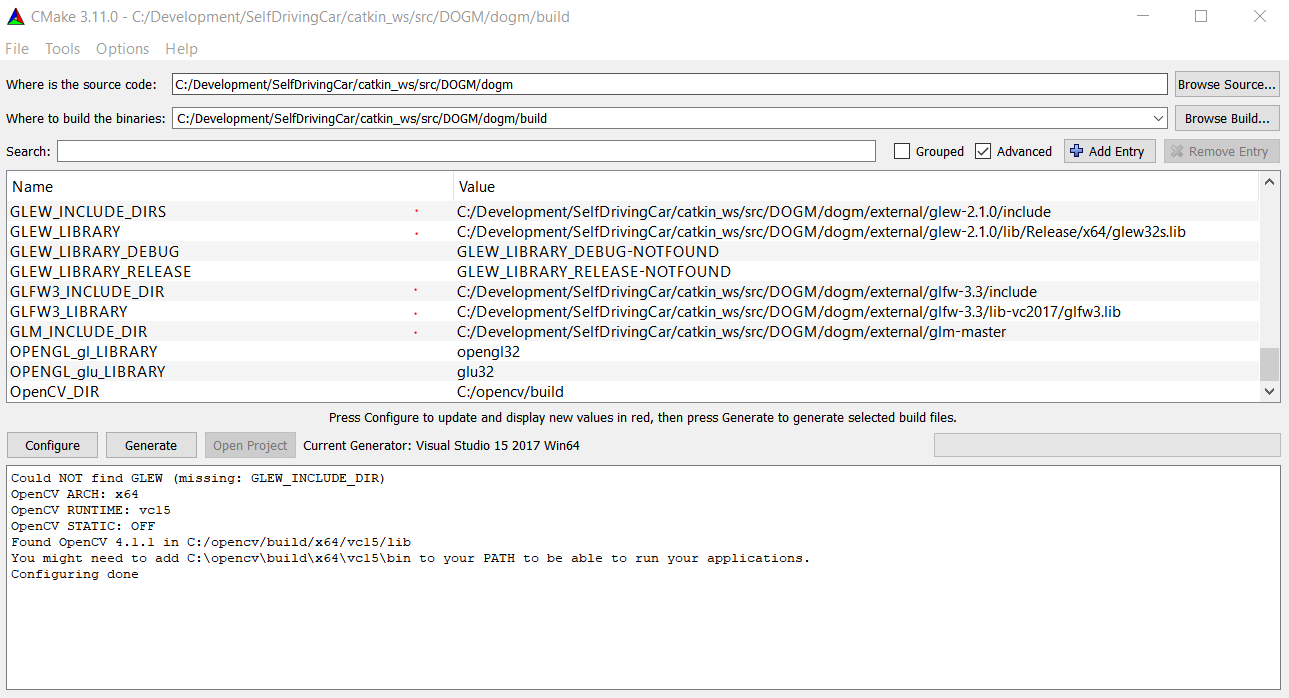 CMake 3.11.0 - C:/Development/SelfDrivingCar/catkin_ws/src/DOGM/dogm/build
File Tools Options Help
Where is the source code: C:/Development/SelfDrivingCar/catkin_ws/src/DOGM/dogm Browse Source...
Where to build the binaries: C:/Development/SelfDrivingCar/catkin_ws/src/DOGM/dogm/build Browse Build...
Search: Grouped Advanced Add Entry Remove Entry
Name Value
GLEW_INCLUDE_DIRS C:/Development/SelfDrivingCar/catkin_ws/src/DOGM/dogm/external/glew-2.1.0/include
GLEW_LIBRARY C:/Development/SelfDrivingCar/catkin_ws/src/DOGM/dogm/external/glew-2.1.0/lib/Release/x64/glew32s.lib
GLEW_LIBRARY_DEBUG GLEW_LIBRARY_DEBUG-NOTFOUND
GLEW_LIBRARY_RELEASE GLEW_LIBRARY_RELEASE-NOTFOUND
GLFW3_INCLUDE_DIR C:/Development/SelfDrivingCar/catkin_ws/src/DOGM/dogm/external/glfw-3.3/include
GLFW3_LIBRARY C:/Development/SelfDrivingCar/catkin_ws/src/DOGM/dogm/external/glfw-3.3/lib-vc2017/glfw3.lib
GLM_INCLUDE_DIR C:/Development/SelfDrivingCar/catkin_ws/src/DOGM/dogm/external/glm-master
OPENGL_gl_LIBRARY opengl32
OPENGL_glu_LIBRARY glu32
OpenCV_DIR C:/opencv/build
Press Configure to update and display new values in red, then press Generate to generate selected build files.
Configure Generate Open Project Current Generator: Visual Studio 15 2017 Win64
Could NOT find GLEW (missing: GLEW_INCLUDE_DIR)
OpenCV ARCH: x64
OpenCV RUNTIME: vc15
OpenCV STATIC: OFF
Found OpenCV 4.1.1 in C:/opencv/build/x64/vc15/lib
You might need to add C:\opencv\build\x64\vc15\bin to your PATH to be able to run your applications.
Configuring done